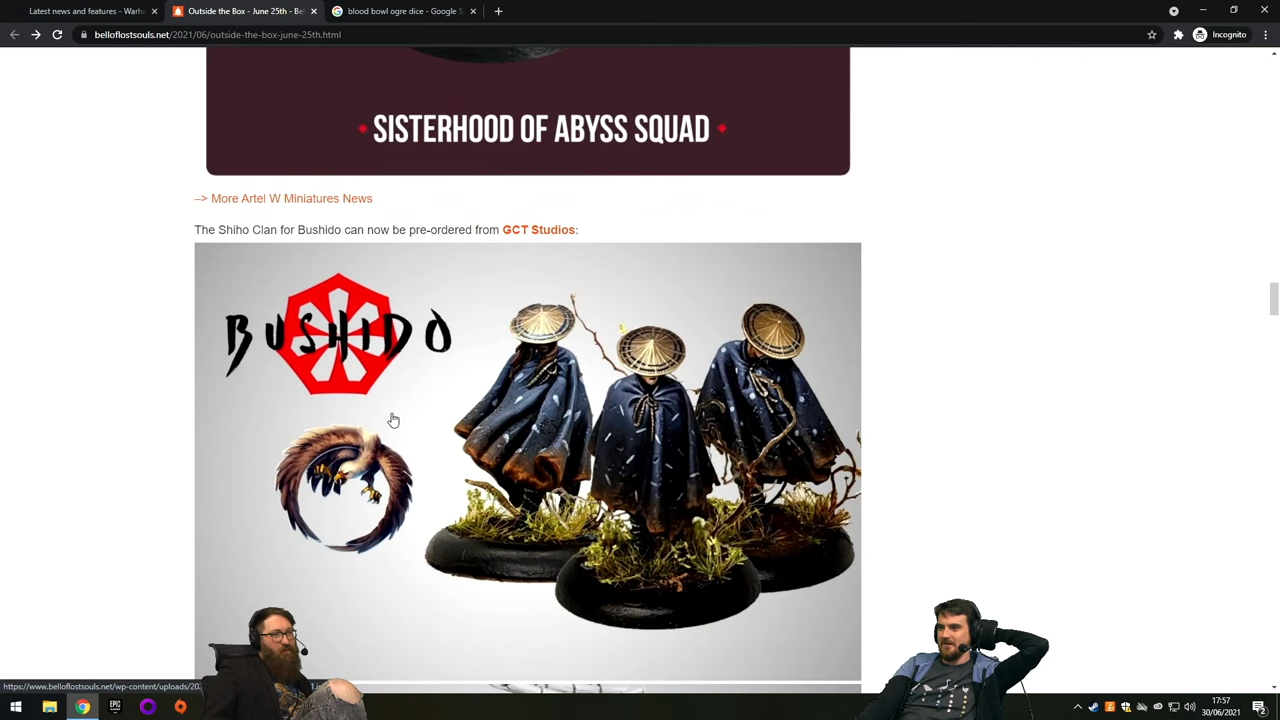 Latest news and features - Warh
Outside the Box - June 25th - Bel
blood bowl ogre dice - Google S
belloflostsouls.net/2021/06/outside-the-box-june-25th.html
Incognito
SISTERHOOD OF ABYSS SQUAD
–> More Artel W Miniatures News
The Shiho Clan for Bushido can now be pre-ordered from GCT Studios:
BUSHIDO
https://www.belloflostsouls.net/wp-content/uploads/20
EPIC
17:57
30/06/2021
2